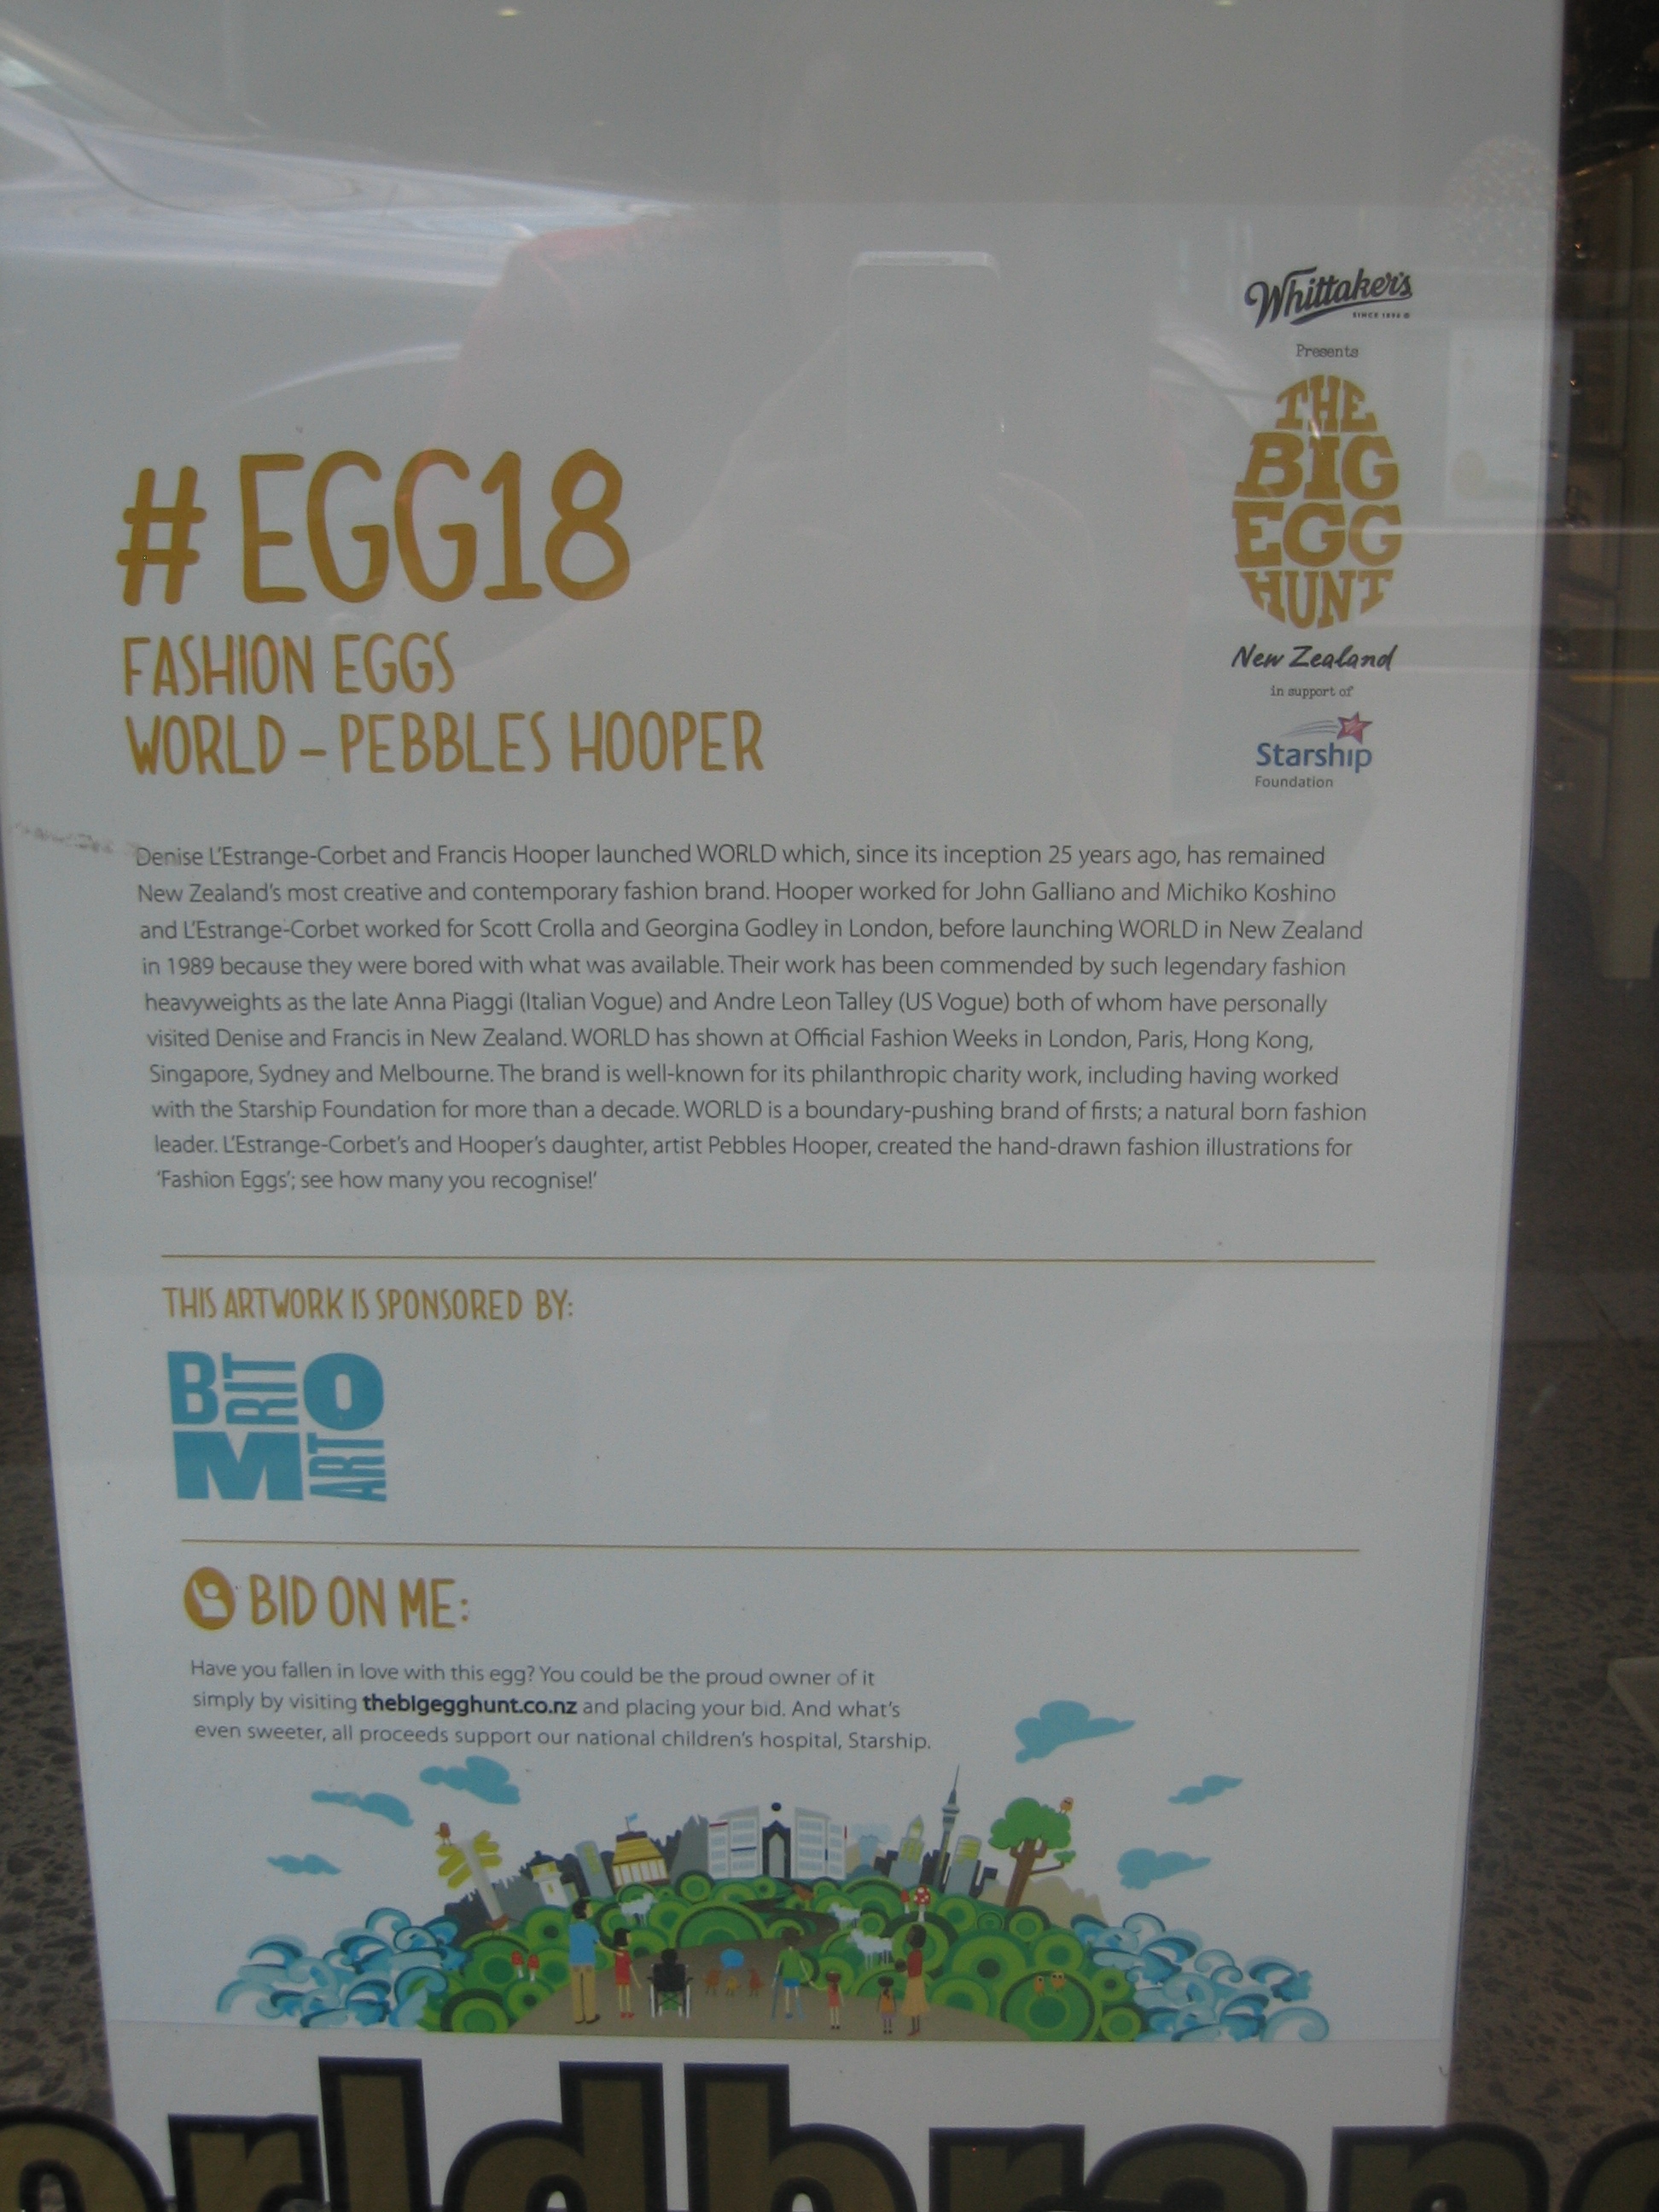 Whittaker's
SINCE 1896
Presents
THE
BIG
EGG
HUNT
New Zealand
in support of
Starship
Foundation
# EGG18
FASHION EGGS
WORLD – PEBBLES HOOPER
Denise L'Estrange-Corbet and Francis Hooper launched WORLD which, since its inception 25 years ago, has remained
New Zealand's most creative and contemporary fashion brand. Hooper worked for John Galliano and Michiko Koshino
and L'Estrange-Corbet worked for Scott Crolla and Georgina Godley in London, before launching WORLD in New Zealand
in 1989 because they were bored with what was available. Their work has been commended by such legendary fashion
heavyweights as the late Anna Piaggi (Italian Vogue) and Andre Leon Talley (US Vogue) both of whom have personally
visited Denise and Francis in New Zealand. WORLD has shown at Official Fashion Weeks in London, Paris, Hong Kong,
Singapore, Sydney and Melbourne. The brand is well-known for its philanthropic charity work, including having worked
with the Starship Foundation for more than a decade. WORLD is a boundary-pushing brand of firsts; a natural born fashion
leader. L'Estrange-Corbet's and Hooper's daughter, artist Pebbles Hooper, created the hand-drawn fashion illustrations for
'Fashion Eggs'; see how many you recognise!'
THIS ARTWORK IS SPONSORED BY:
BRITO
MART
BID ON ME:
Have you fallen in love with this egg? You could be the proud owner of it
simply by visiting thebigegghunt.co.nz and placing your bid. And what's
even sweeter, all proceeds support our national children's hospital, Starship.
orldbran